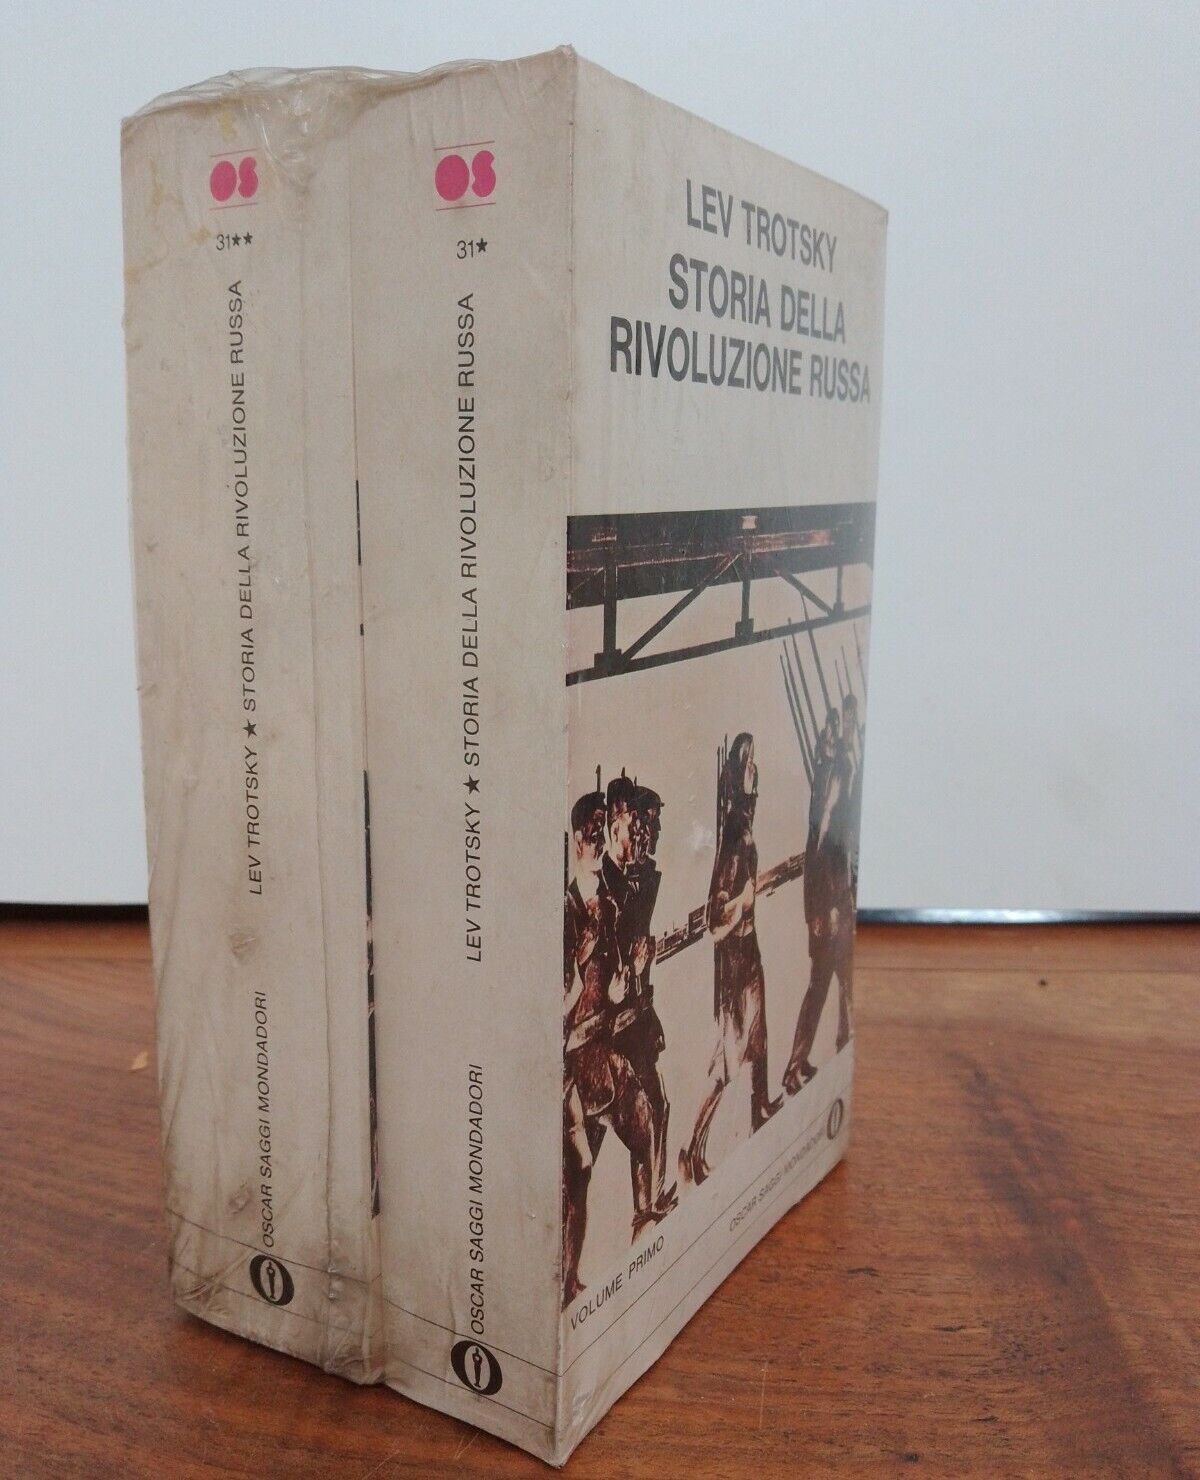 OS
31★★
LEV TROTSKY ★ STORIA DELLA RIVOLUZIONE RUSSA
OSCAR SAGGI MONDADORI
OS
31★
LEV TROTSKY ★ STORIA DELLA RIVOLUZIONE RUSSA
OSCAR SAGGI MONDADORI
LEV TROTSKY
STORIA DELLA
RIVOLUZIONE RUSSA
VOLUME PRIMO
OSCAR SAGGI MONDADORI